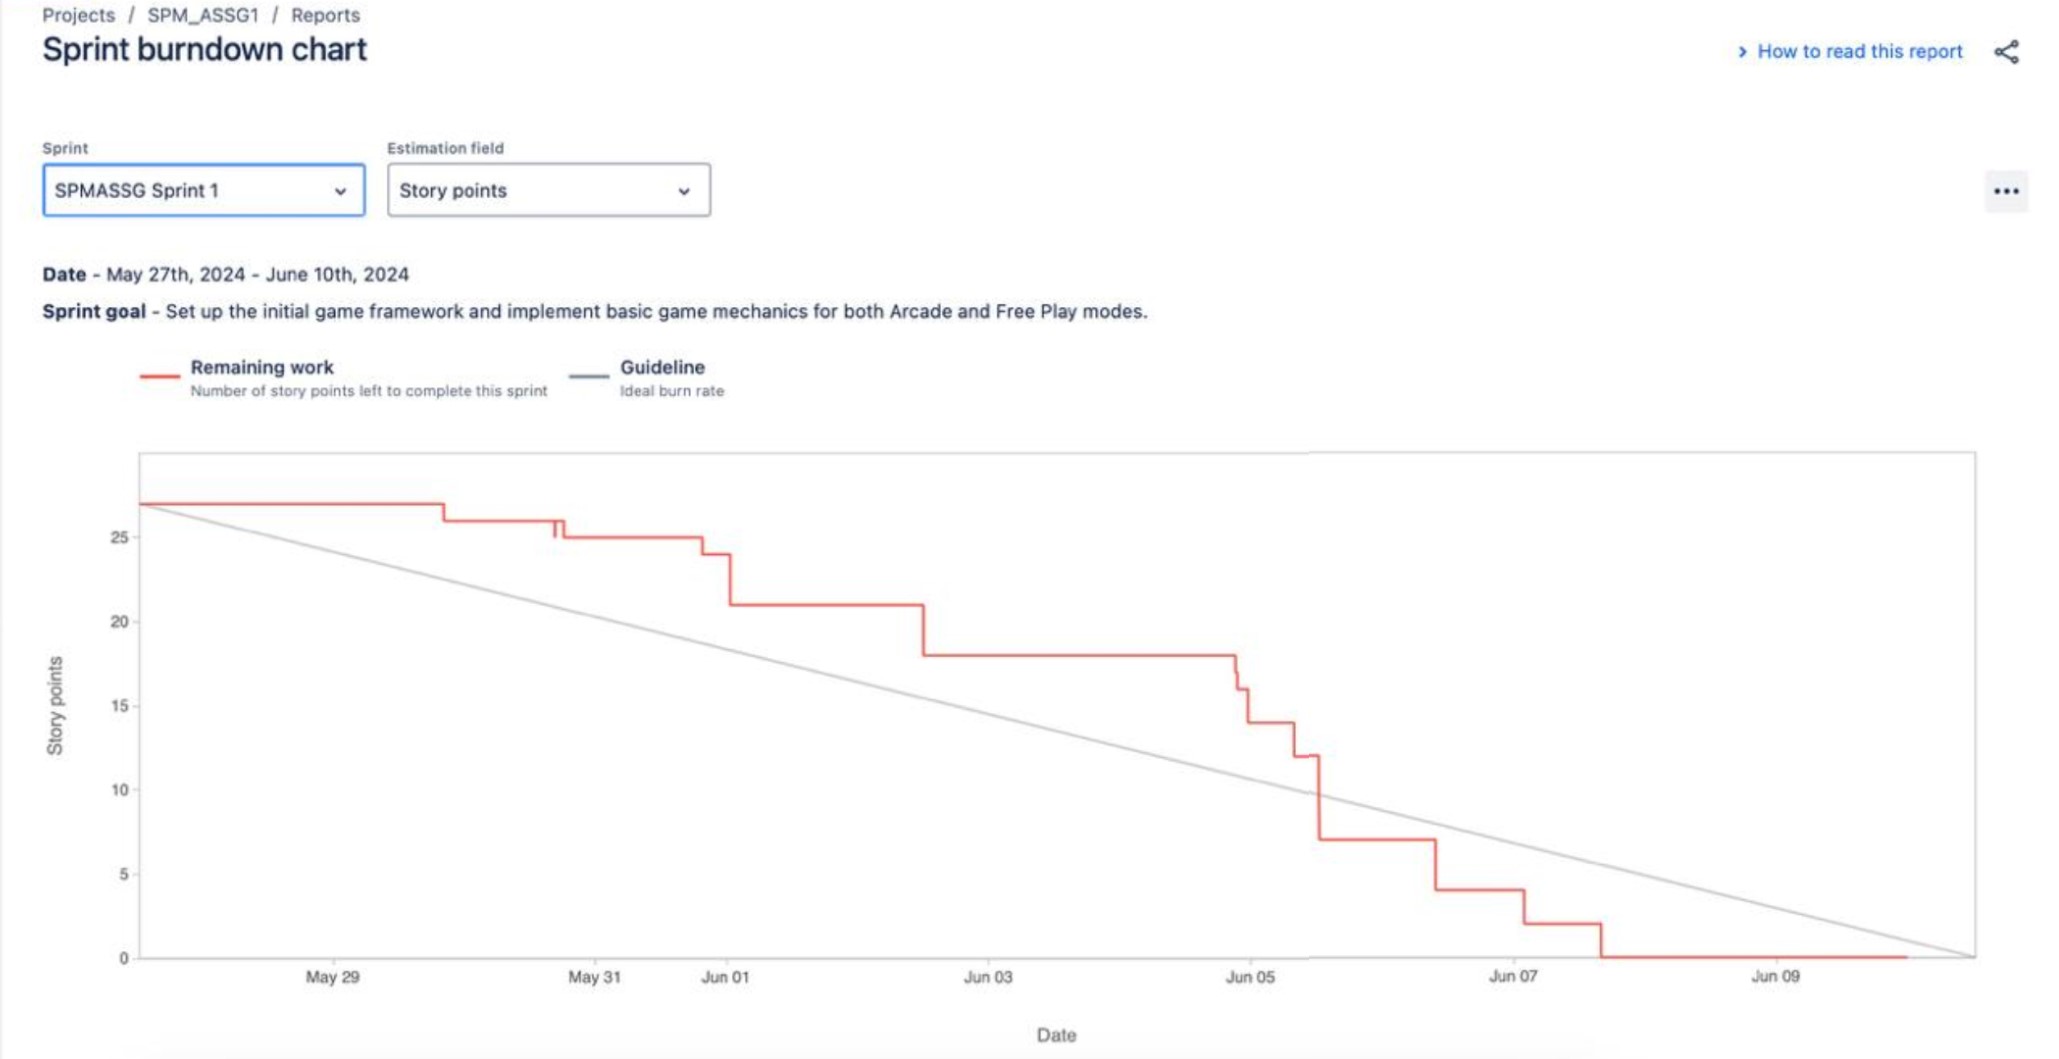 Projects / SPM_ASSG1 / Reports
Sprint burndown chart
How to read this report
Sprint
Estimation field
SPMASSG Sprint 1
Story points
Date - May 27th, 2024 - June 10th, 2024
Sprint goal - Set up the initial game framework and implement basic game mechanics for both Arcade and Free Play modes.
Remaining work
Number of story points left to complete this sprint
Guideline
Ideal burn rate
Story points
25
20
15
10
5
0
May 29
May 31
Jun 01
Jun 03
Jun 05
Jun 07
Jun 09
Date